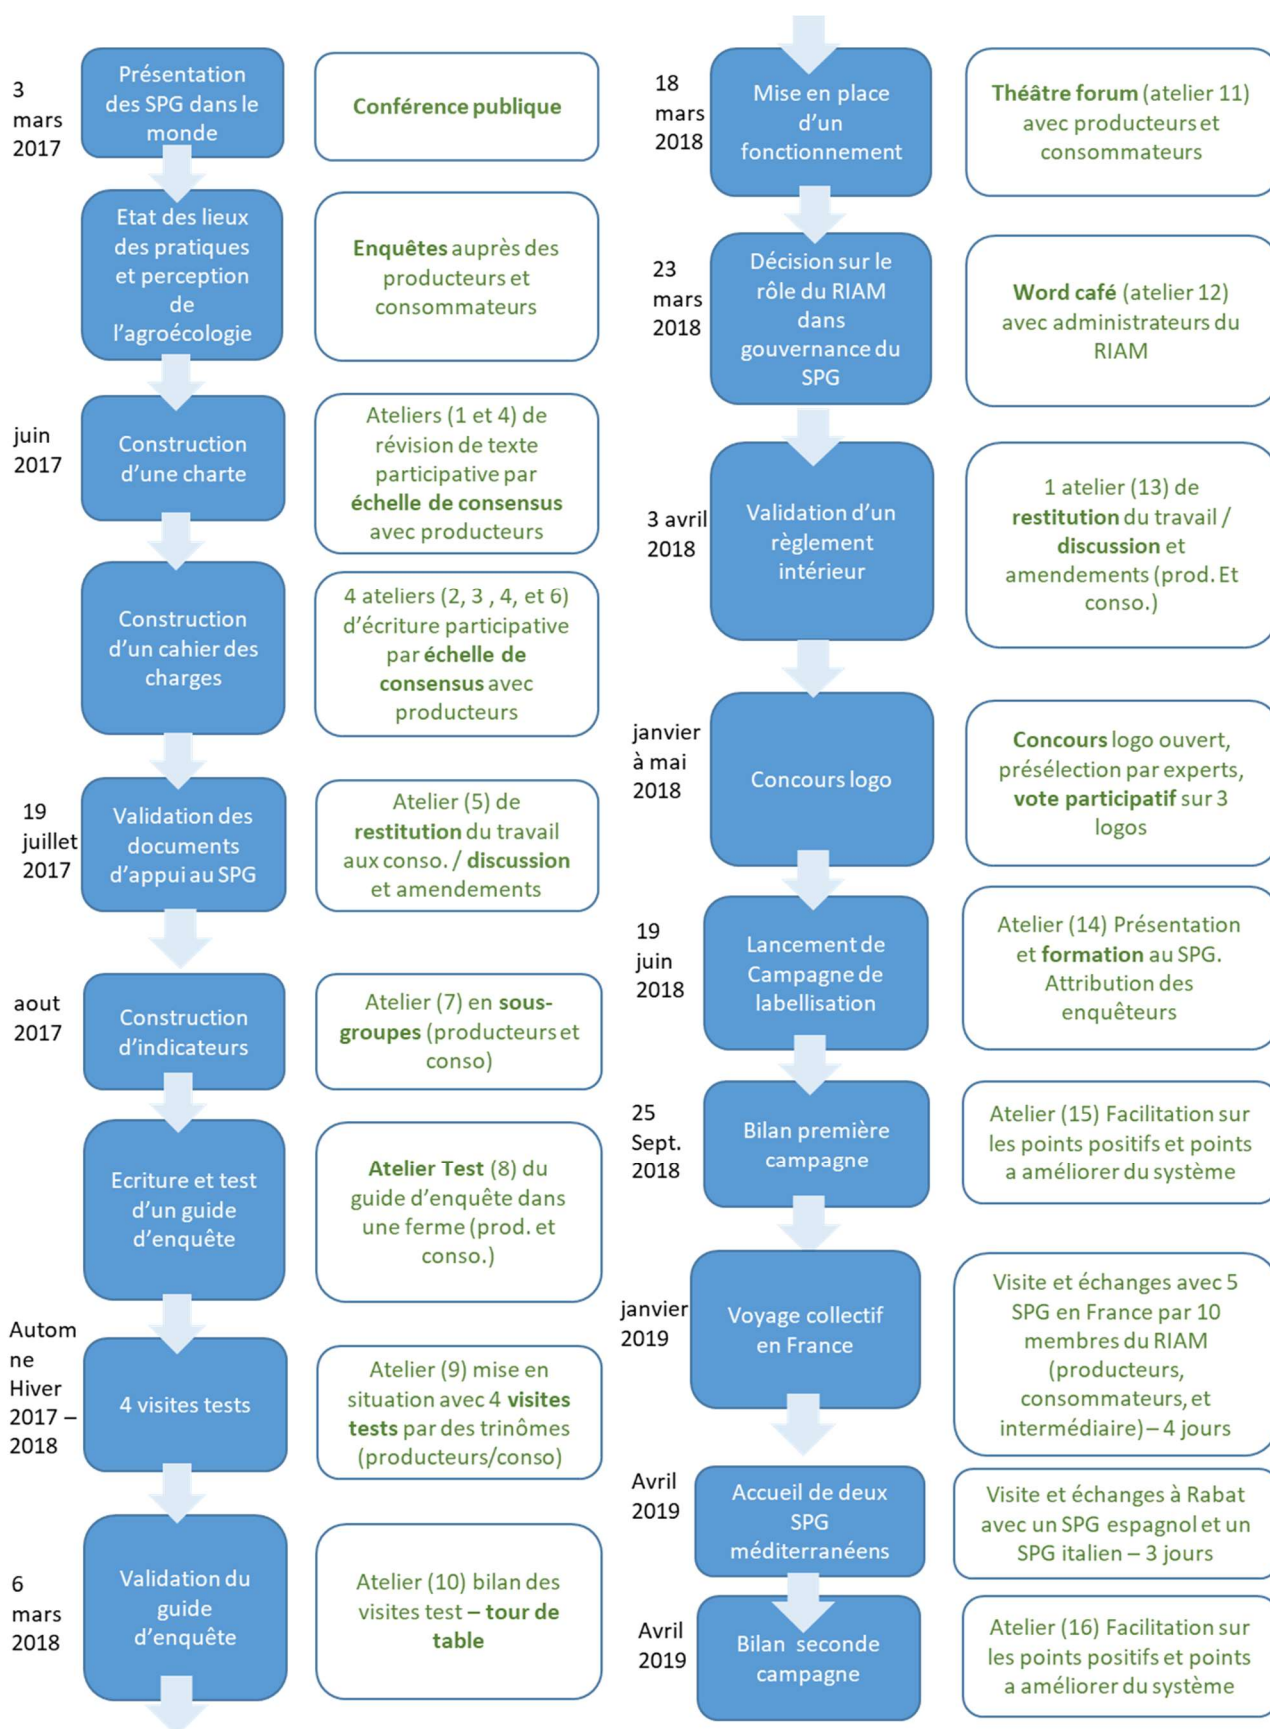 3
mars
2017
Présentation
des SPG dans le
monde
Conférence publique
Etat des lieux
des pratiques
et perception
de
l'agroécologie
Enquêtes auprès des
producteurs et
consommateurs
juin
2017
Construction
d'une charte
Ateliers (1 et 4) de
révision de texte
participative par
échelle de consensus
avec producteurs
Construction
d'un cahier des
charges
4 ateliers (2, 3 , 4, et 6)
d'écriture participative
par échelle de
consensus avec
producteurs
19
juillet
2017
Validation des
documents
d'appui au SPG
Atelier (5) de
restitution du travail
aux conso. / discussion
et amendements
aout
2017
Construction
d'indicateurs
Atelier (7) en sous-
groupes (producteurs et
conso)
Ecriture et test
d'un guide
d'enquête
Atelier Test (8) du
guide d'enquête dans
une ferme (prod. et
conso.)
Autom
ne
Hiver
2017 –
2018
4 visites tests
Atelier (9) mise en
situation avec 4 visites
tests par des trinômes
(producteurs/conso)
6
mars
2018
Validation du
guide
d'enquête
Atelier (10) bilan des
visites test – tour de
table
18
mars
2018
Mise en place
d'un
fonctionnement
Théâtre forum (atelier 11)
avec producteurs et
consommateurs
23
mars
2018
Décision sur le
rôle du RIAM
dans
gouvernance du
SPG
Word café (atelier 12)
avec administrateurs du
RIAM
3 avril
2018
Validation d'un
règlement
intérieur
1 atelier (13) de
restitution du travail /
discussion et
amendements (prod. Et
conso.)
janvier
à mai
2018
Concours logo
Concours logo ouvert,
présélection par experts,
vote participatif sur 3
logos
19
juin
2018
Lancement de
Campagne de
labellisation
Atelier (14) Présentation
et formation au SPG.
Attribution des
enquêteurs
25
Sept.
2018
Bilan première
campagne
Atelier (15) Facilitation sur
les points positifs et points
a améliorer du système
janvier
2019
Voyage collectif
en France
Visite et échanges avec 5
SPG en France par 10
membres du RIAM
(producteurs,
consommateurs, et
intermédiaire) – 4 jours
Avril
2019
Accueil de deux
SPG
méditerranéens
Visite et échanges à Rabat
avec un SPG espagnol et un
SPG italien – 3 jours
Avril
2019
Bilan seconde
campagne
Atelier (16) Facilitation sur
les points positifs et points
a améliorer du système